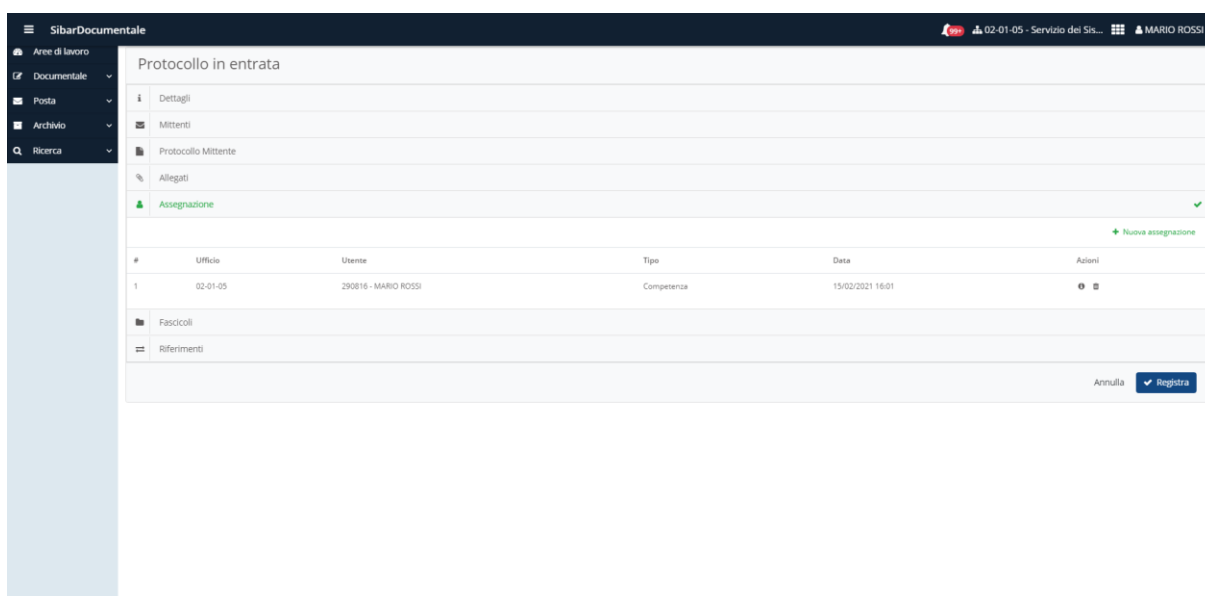 SibarDocumentale 99+ 02-01-05 - Servizio dei Sis... MARIO ROSSI
Aree di lavoro
Documentale
Posta
Archivio
Ricerca
Protocollo in entrata
Dettagli
Mittenti
Protocollo Mittente
Allegati
Assegnazione
Nuova assegnazione
# Ufficio Utente Tipo Data Azioni
1 02-01-05 290816 - MARIO ROSSI Competenza 15/02/2021 16:01
Fascicoli
Riferimenti
Annulla Registra